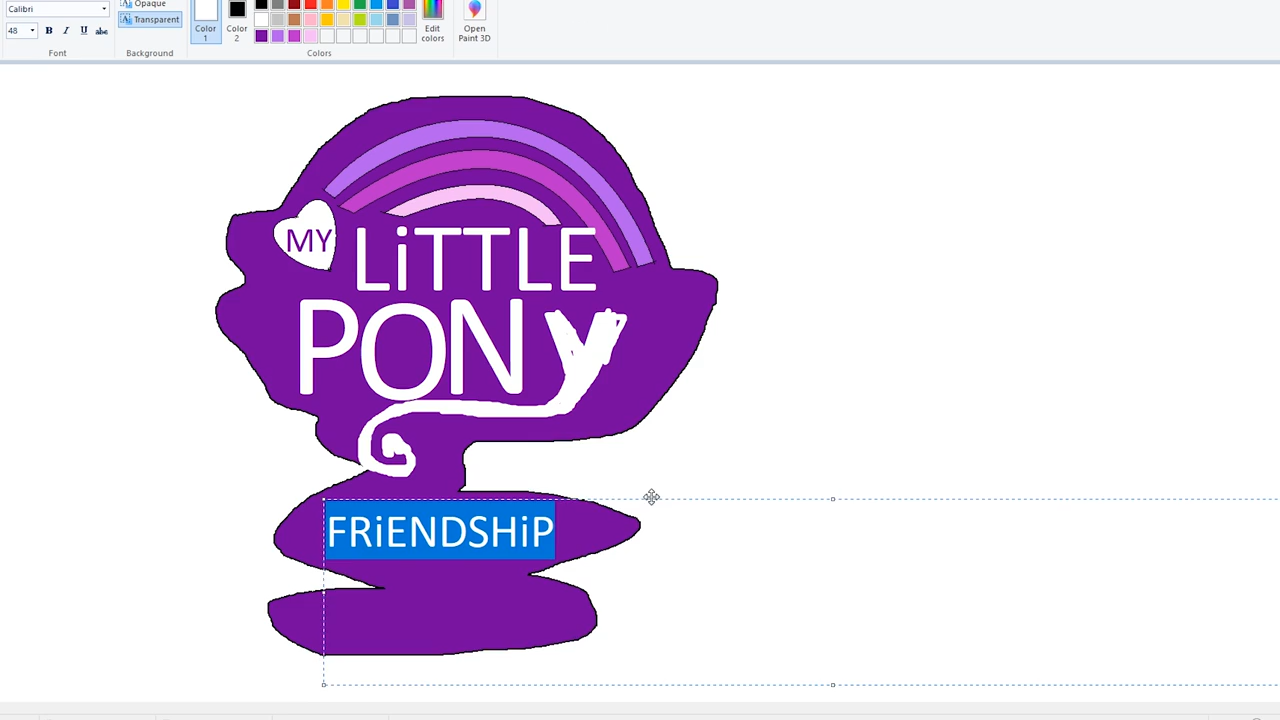 Calibri
Opaque
48
B I U abc
Transparent
Color 1
Color 2
Edit colors
Open Paint 3D
Font
Background
Colors
MY LiTTLE
PONy
FRiENDSHiP